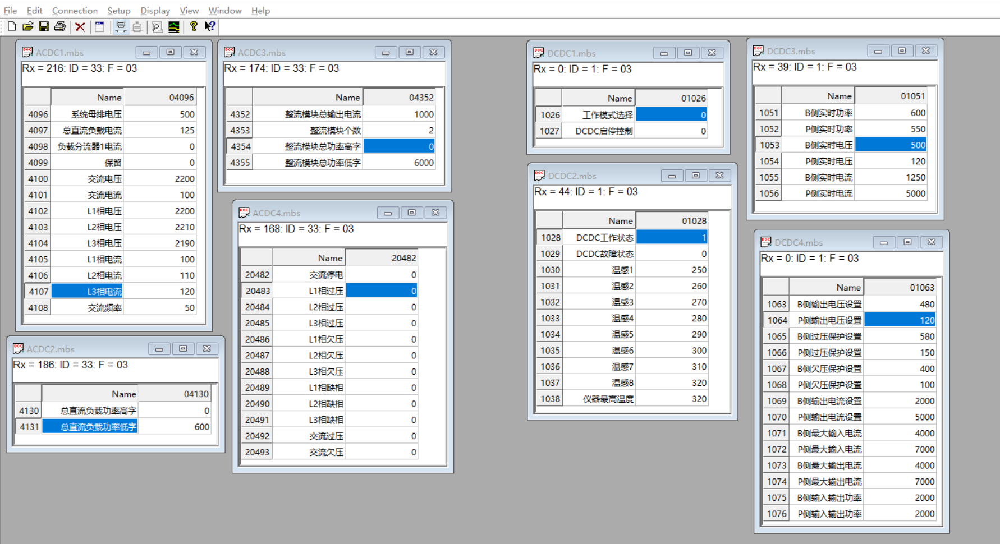 File Edit Connection Setup Display View Window Help
ACDC1.mbs
Rx = 216: ID = 33: F = 03
Name 04096
4096 系统母排电压 500
4097 总直流负载电流 125
4098 负载分流器1电流 0
4099 保留 0
4100 交流电压 2200
4101 交流电流 100
4102 L1相电压 2200
4103 L2相电压 2210
4104 L3相电压 2190
4105 L1相电流 100
4106 L2相电流 110
4107 L3相电流 120
4108 交流频率 50
ACDC2.mbs
Rx = 186: ID = 33: F = 03
Name 04130
4130 总直流负载功率高字 0
4131 总直流负载功率低字 600
ACDC3.mbs
Rx = 174: ID = 33: F = 03
Name 04352
4352 整流模块总输出电流 1000
4353 整流模块个数 2
4354 整流模块总功率高字 0
4355 整流模块总功率低字 6000
ACDC4.mbs
Rx = 168: ID = 33: F = 03
Name 20482
20482 交流停电 0
20483 L1相过压 0
20484 L2相过压 0
20485 L3相过压 0
20486 L1相欠压 0
20487 L2相欠压 0
20488 L3相欠压 0
20489 L1相缺相 0
20490 L2相缺相 0
20491 L3相缺相 0
20492 交流过压 0
20493 交流欠压 0
DCDC1.mbs
Rx = 0: ID = 1: F = 03
Name 01026
1026 工作模式选择 0
1027 DCDC启停控制 0
DCDC2.mbs
Rx = 44: ID = 1: F = 03
Name 01028
1028 DCDC工作状态 1
1029 DCDC故障状态 0
1030 温感1 250
1031 温感2 260
1032 温感3 270
1033 温感4 280
1034 温感5 290
1035 温感6 300
1036 温感7 310
1037 温感8 320
1038 仪器最高温度 320
DCDC3.mbs
Rx = 39: ID = 1: F = 03
Name 01051
1051 B侧实时功率 600
1052 P侧实时功率 550
1053 B侧实时电压 500
1054 P侧实时电压 120
1055 B侧实时电流 1250
1056 P侧实时电流 5000
DCDC4.mbs
Rx = 0: ID = 1: F = 03
Name 01063
1063 B侧输出电压设置 480
1064 P侧输出电压设置 120
1065 B侧过压保护设置 580
1066 P侧过压保护设置 150
1067 B侧欠压保护设置 400
1068 P侧欠压保护设置 100
1069 B侧输出电流设置 2000
1070 P侧输出电流设置 5000
1071 B侧最大输入电流 4000
1072 P侧最大输入电流 7000
1073 B侧最大输出电流 4000
1074 P侧最大输出电流 7000
1075 B侧输入输出功率 2000
1076 P侧输入输出功率 2000